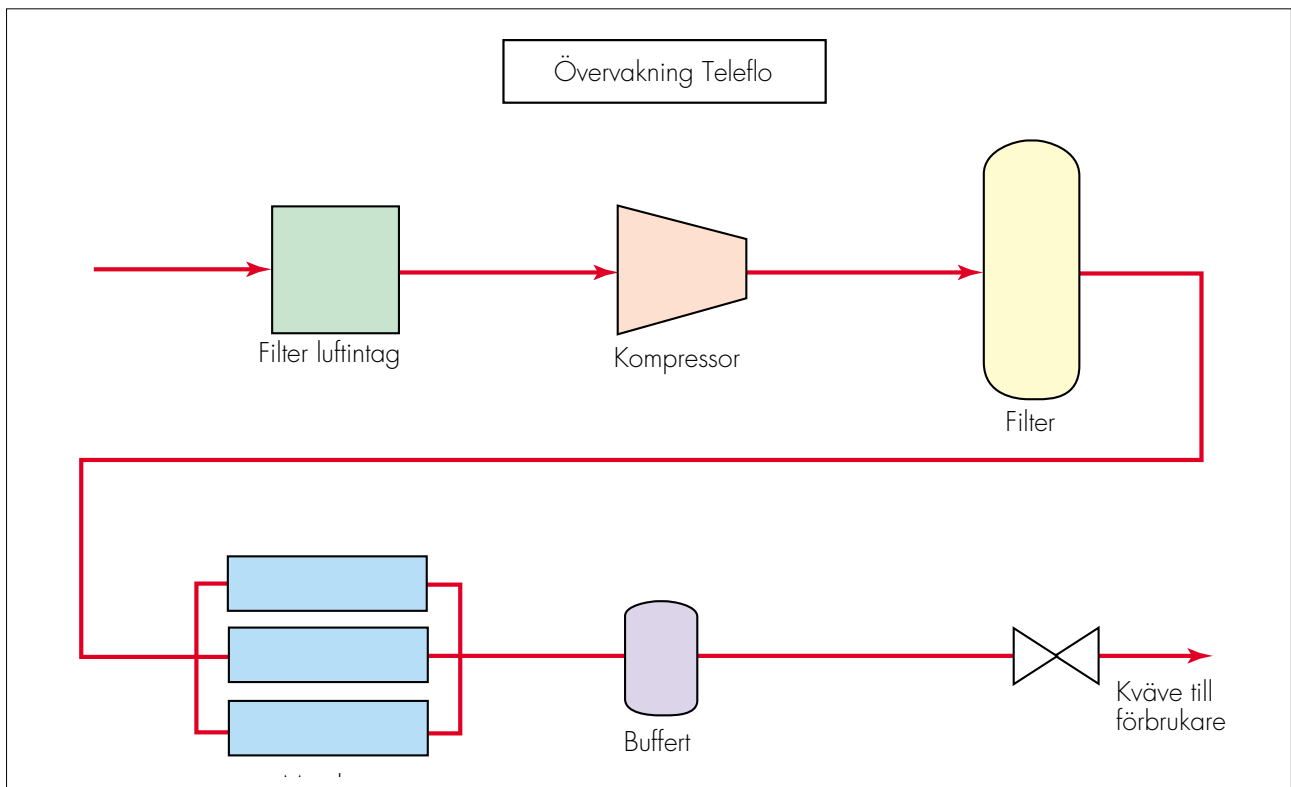 Övervakning Teleflo
Filter luftintag
Kompressor
Filter
Buffert
Kväve till
förbrukare